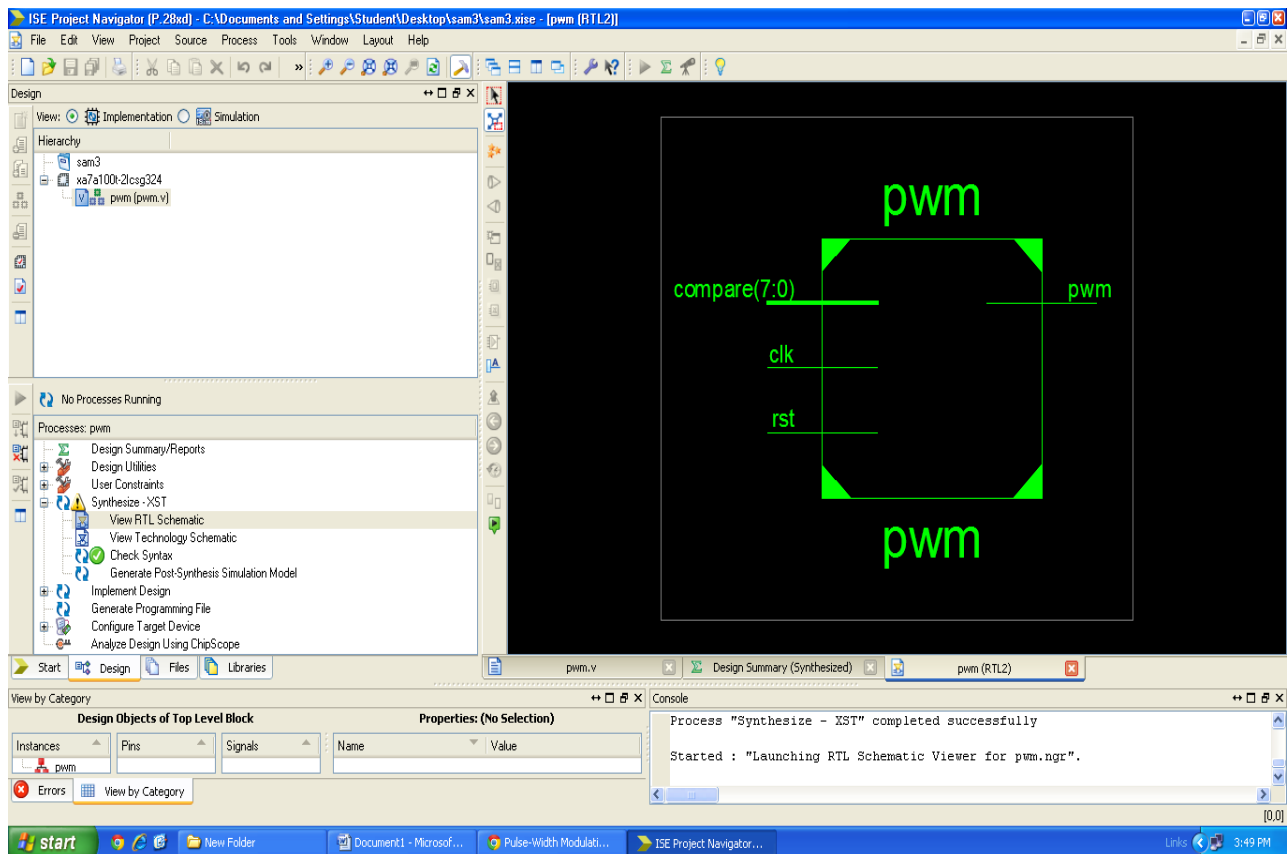 ISE Project Navigator (P.28xd) - C:\Documents and Settings\Student\Desktop\sam3\sam3.xise - [pwm (RTL2)]
File Edit View Project Source Process Tools Window Layout Help
Design
View: Implementation Simulation
Hierarchy
sam3
xa7a100t-2lcsg324
pwm (pwm.v)
No Processes Running
Processes: pwm
Design Summary/Reports
Design Utilities
User Constraints
Synthesize - XST
View RTL Schematic
View Technology Schematic
Check Syntax
Generate Post-Synthesis Simulation Model
Implement Design
Generate Programming File
Configure Target Device
Analyze Design Using ChipScope
Start Design Files Libraries
pwm
compare(7:0)
pwm
clk
rst
pwm
pwm.v Design Summary (Synthesized) pwm (RTL2)
View by Category
Design Objects of Top Level Block
Properties: (No Selection)
Instances Pins Signals Name Value
pwm
Errors View by Category
Console
Process "Synthesize - XST" completed successfully
Started : "Launching RTL Schematic Viewer for pwm.ngr".
[0,0]
start New Folder Document1 - Microsof... Pulse-Width Modulati... ISE Project Navigator... Links 3:49 PM